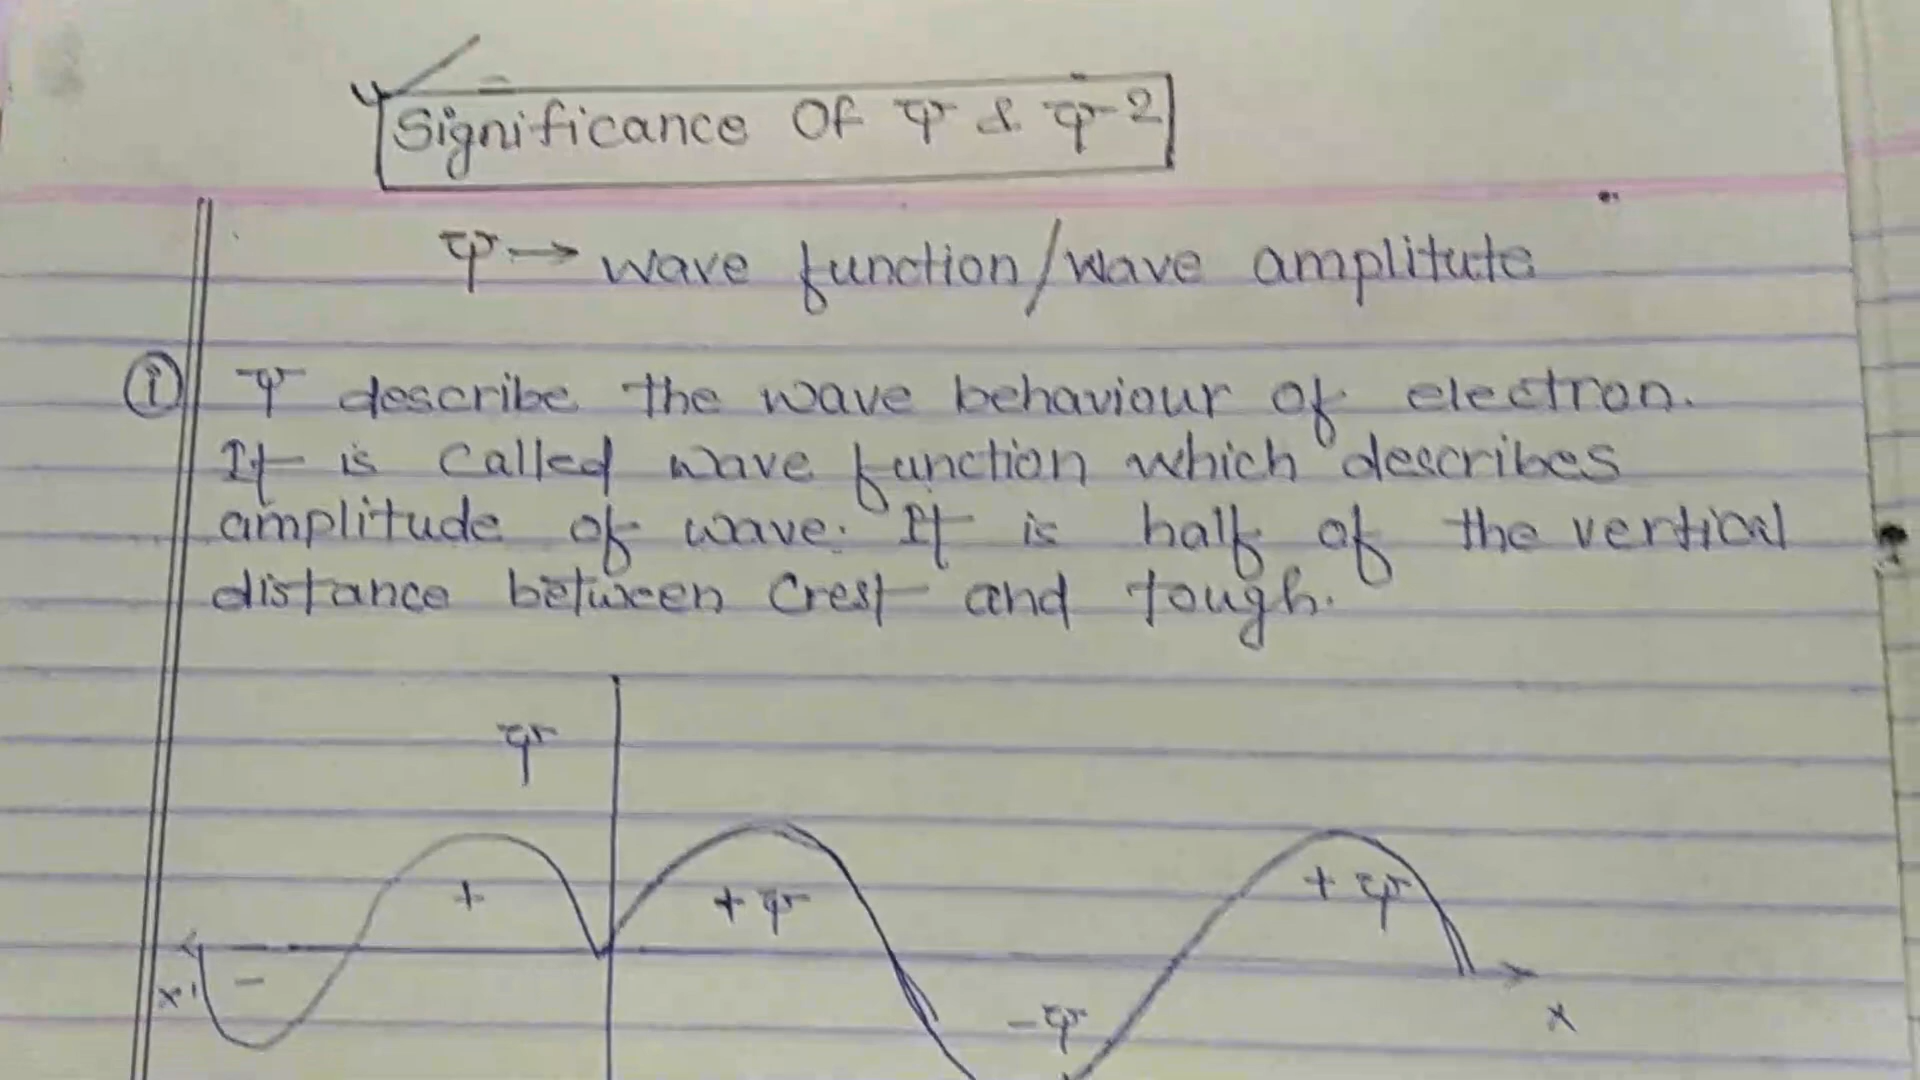 Significance Of Ψ & Ψ2
Ψ → wave function/wave amplitute
(i) Ψ describe the wave behaviour of electron.
It is called wave function which describes
amplitude of wave. It is half of the vertical
distance between Crest and tough.
Ψ
+ +Ψ +Ψ
x' - -Ψ x